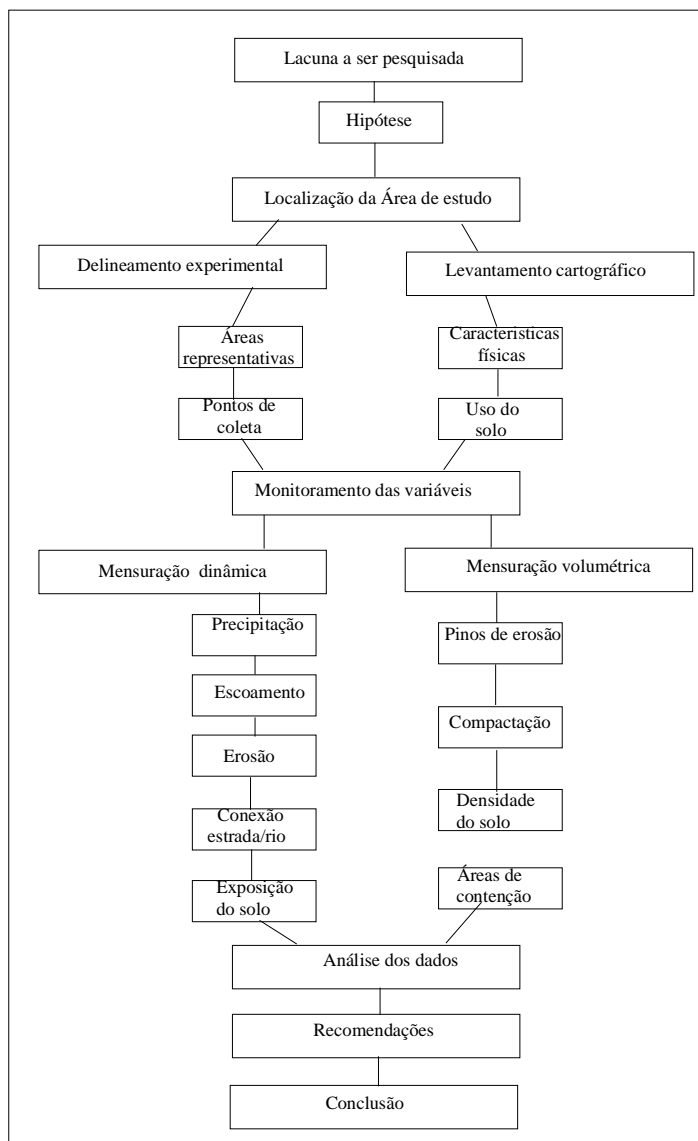 Lacuna a ser pesquisada
Hipótese
Localização da Área de estudo
Delineamento experimental
Levantamento cartográfico
Áreas
representativas
Características
físicas
Pontos de
coleta
Uso do
solo
Monitoramento das variáveis
Mensuração dinâmica
Mensuração volumétrica
Precipitação
Pinos de erosão
Escoamento
Compactação
Erosão
Densidade
do solo
Conexão
estrada/rio
Áreas de
contenção
Exposição
do solo
Análise dos dados
Recomendações
Conclusão